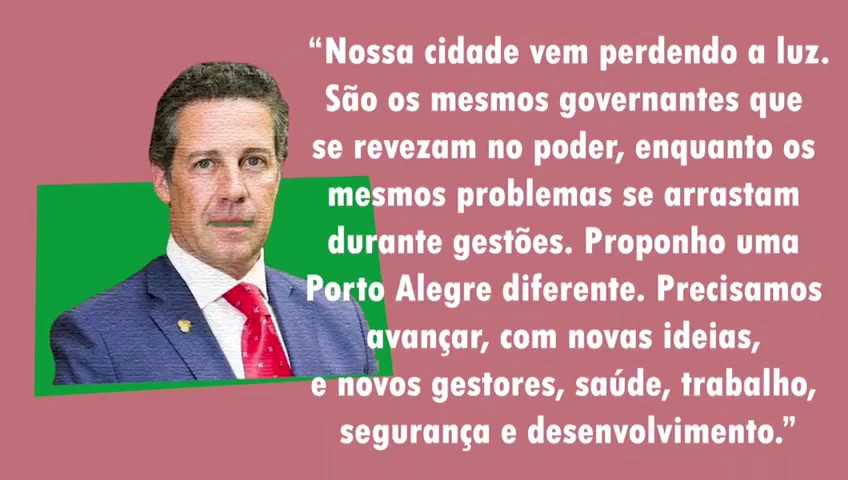 “Nossa cidade vem perdendo a luz.
São os mesmos governantes que
se revezam no poder, enquanto os
mesmos problemas se arrastam
durante gestões. Proponho uma
Porto Alegre diferente. Precisamos
avançar, com novas ideias,
e novos gestores, saúde, trabalho,
segurança e desenvolvimento.”